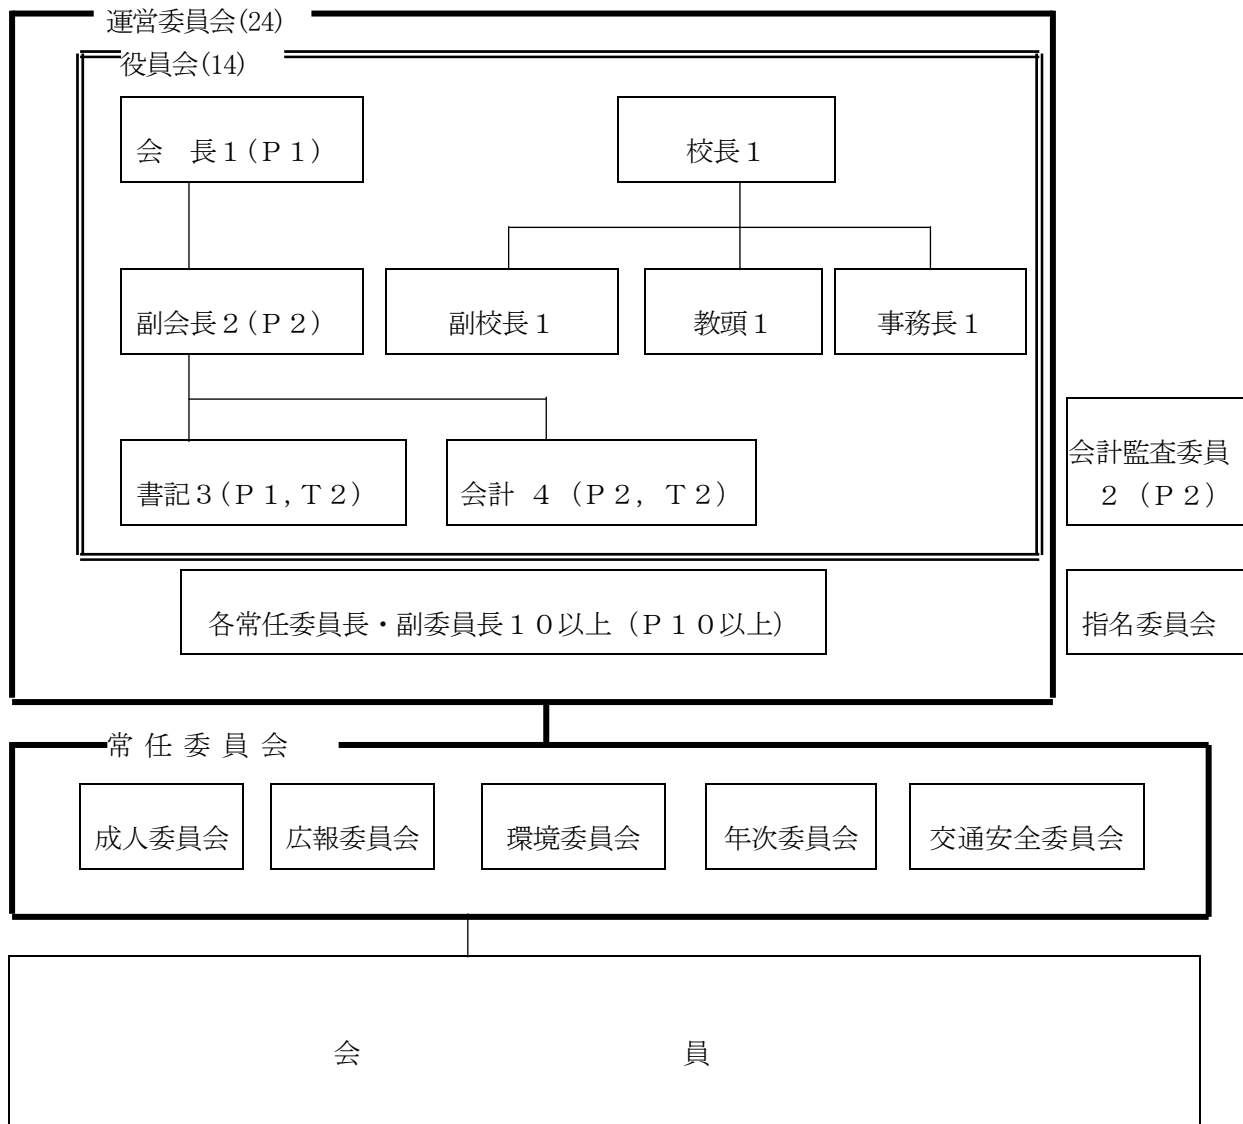 運営委員会(24)
役員会(14)
会　長１(Ｐ１)
校長１
副会長２(Ｐ２)
副校長１
教頭１
事務長１
書記３(Ｐ１,Ｔ２)
会計 ４ （Ｐ２，Ｔ２）
会計監査委員
２（Ｐ２）
各常任委員長・副委員長１０以上（Ｐ１０以上）
指名委員会
常 任 委 員 会
成人委員会
広報委員会
環境委員会
年次委員会
交通安全委員会
会　　　　　　　　　　　　員